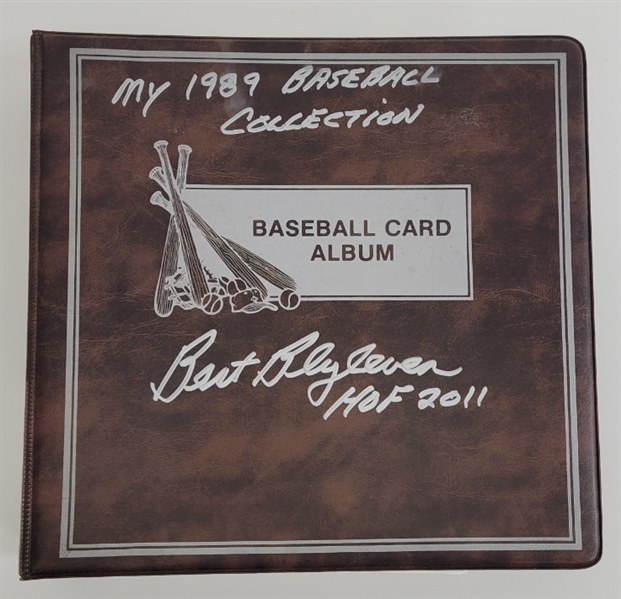 My 1989 BASEBALL
COLLECTION
BASEBALL CARD
ALBUM
Bert Blyleven
HOF 2011